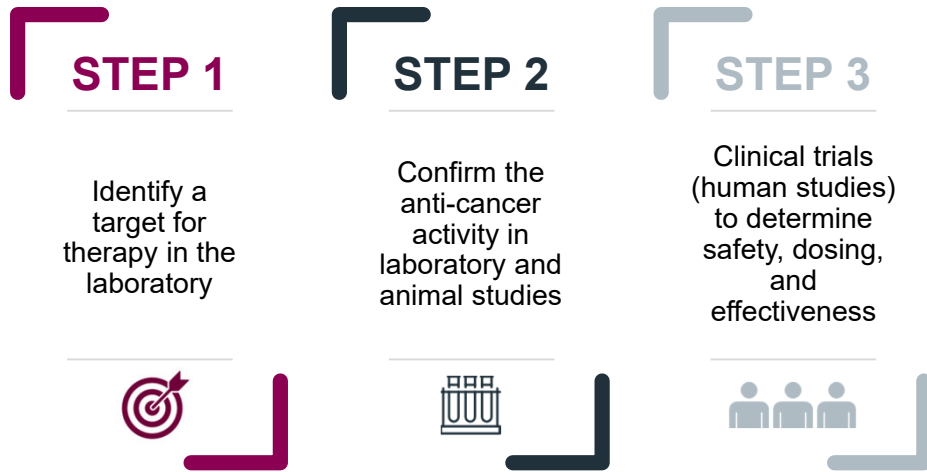 STEP 1
Identify a
target for
therapy in the
laboratory
STEP 2
Confirm the
anti-cancer
activity in
laboratory and
animal studies
STEP 3
Clinical trials
(human studies)
to determine
safety, dosing,
and
effectiveness